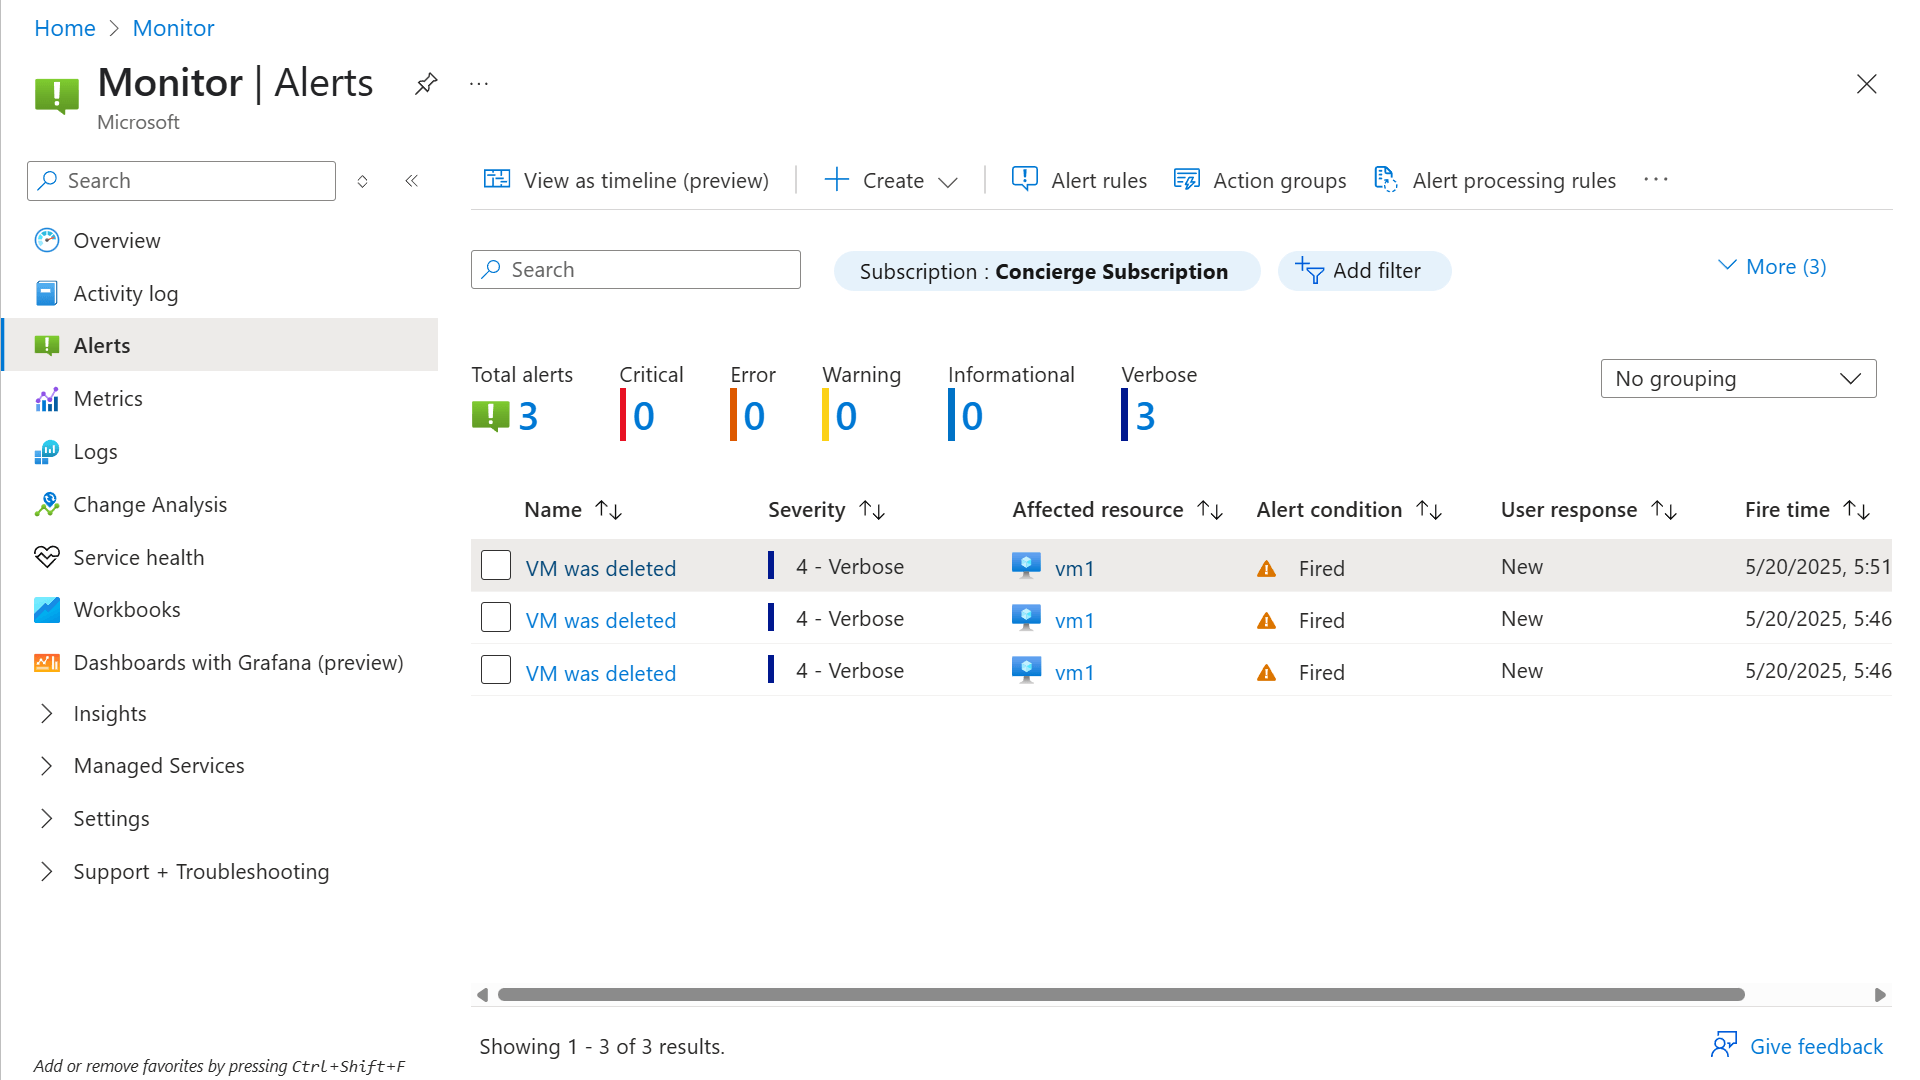 Home > Monitor
Monitor | Alerts ...
Microsoft
Search
Overview
Activity log
Alerts
Metrics
Logs
Change Analysis
Service health
Workbooks
Dashboards with Grafana (preview)
Insights
Managed Services
Settings
Support + Troubleshooting
Add or remove favorites by pressing Ctrl+Shift+F
View as timeline (preview) Create Alert rules Action groups Alert processing rules ...
Search Subscription : Concierge Subscription Add filter More (3)
Total alerts Critical Error Warning Informational Verbose
3 0 0 0 0 3
No grouping
Name Severity Affected resource Alert condition User response Fire time
VM was deleted 4 - Verbose vm1 Fired New 5/20/2025, 5:51
VM was deleted 4 - Verbose vm1 Fired New 5/20/2025, 5:46
VM was deleted 4 - Verbose vm1 Fired New 5/20/2025, 5:46
Showing 1 - 3 of 3 results.
Give feedback